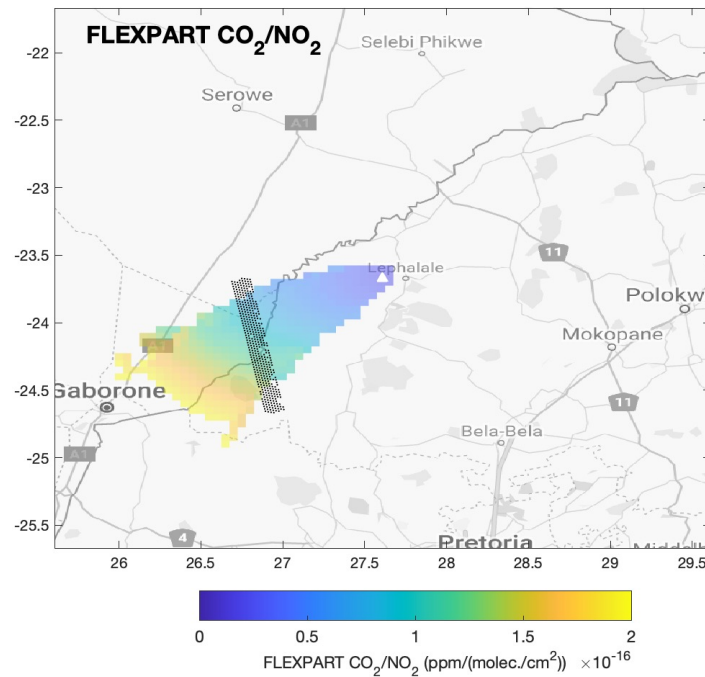 FLEXPART CO₂/NO₂
-22
-22.5
-23
-23.5
-24
-24.5
-25
-25.5
Selebi Phikwe
Serowe
A1
11
Lephalale
Polokw
Mokopane
Gaborone
11
Bela-Bela
A1
4
Pretoria
26
26.5
27
27.5
28
28.5
29
29.5
0
0.5
1
1.5
2
FLEXPART CO₂/NO₂ (ppm/(molec./cm²)) ×10⁻¹⁶